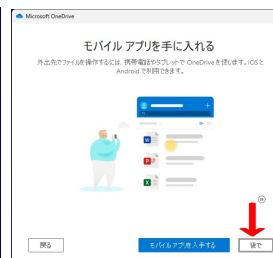 Microsoft OneDrive
モバイル アプリを手に入れる
外出先でファイルを操作するには、携帯電話やタブレットで OneDrive を使います。iOS と
Android で利用できます。
W
P
X
戻る
モバイル アプリを入手する
後で